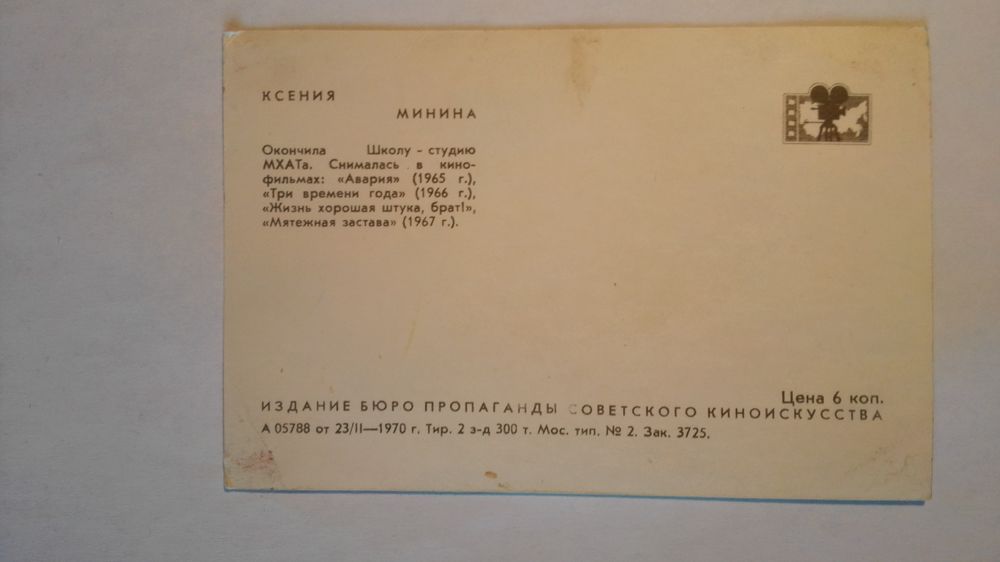 КСЕНИЯ
МИНИНА
Окончила Школу - студию
МХАТа. Снималась в кино-
фильмах: «Авария» (1965 г.),
«Три времени года» (1966 г.),
«Жизнь хорошая штука, брат!»,
«Мятежная застава» (1967 г.).
Цена 6 коп.
ИЗДАНИЕ БЮРО ПРОПАГАНДЫ СОВЕТСКОГО КИНОИСКУССТВА
А 05788 от 23/II—1970 г. Тир. 2 з-д 300 т. Мос. тип. № 2. Зак. 3725.